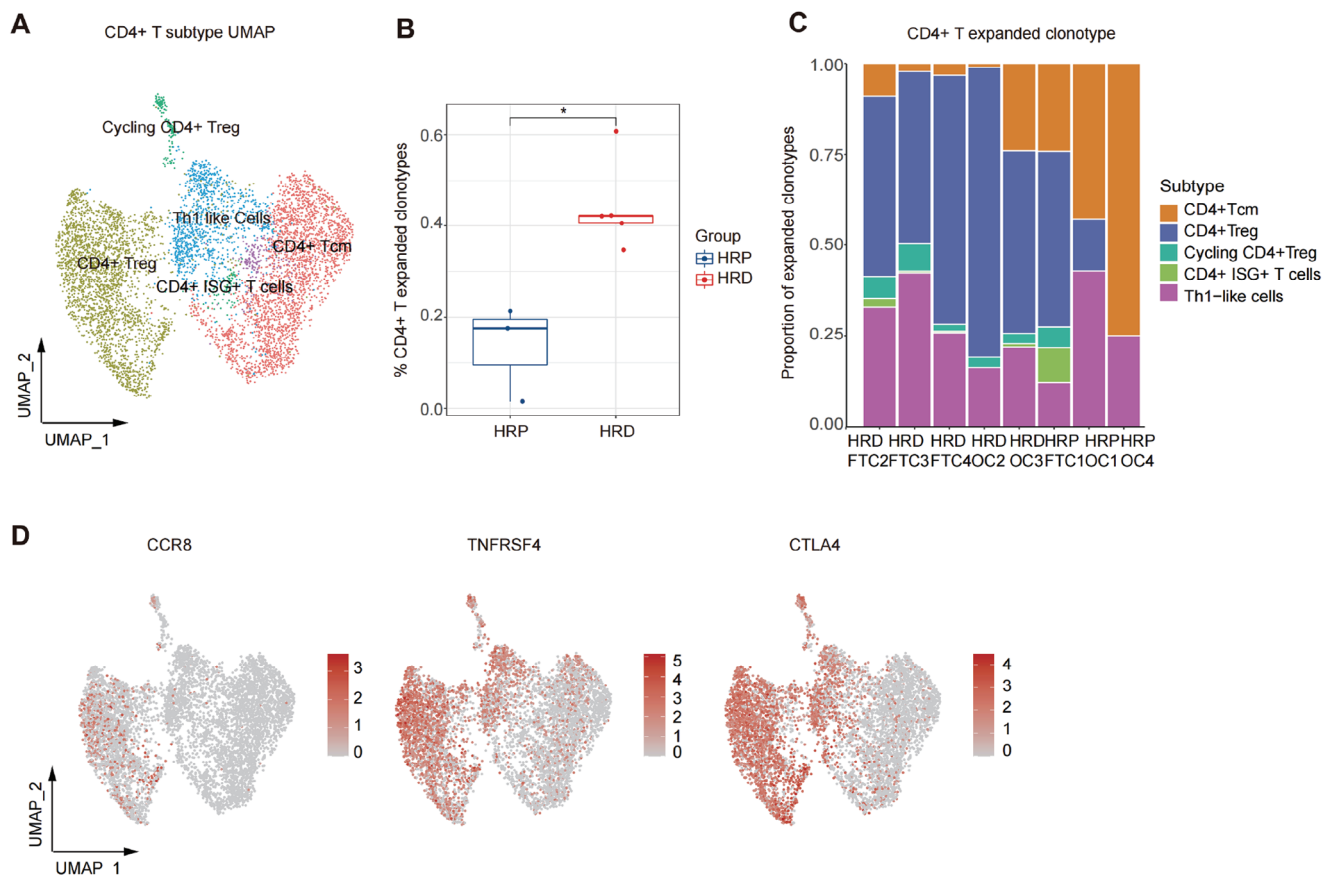 A
CD4+ T subtype UMAP
Cycling CD4+ Treg
Th1 like Cells
CD4+ Treg
CD4+ Tcm
CD4+ ISG+ T cells
UMAP_2
UMAP_1
B
% CD4+ T expanded clonotypes
0.6
0.4
0.2
0.0
*
HRP
HRD
Group
HRP
HRD
C
CD4+ T expanded clonotype
Proportion of expanded clonotypes
1.00
0.75
0.50
0.25
0.00
HRD HRD HRD HRD HRD HRP HRP HRP
FTC2 FTC3 FTC4 OC2 OC3 FTC1 OC1 OC4
Subtype
CD4+Tcm
CD4+Treg
Cycling CD4+Treg
CD4+ ISG+ T cells
Th1−like cells
D
CCR8
3
2
1
0
TNFRSF4
5
4
3
2
1
0
CTLA4
4
3
2
1
0
UMAP_2
UMAP_1